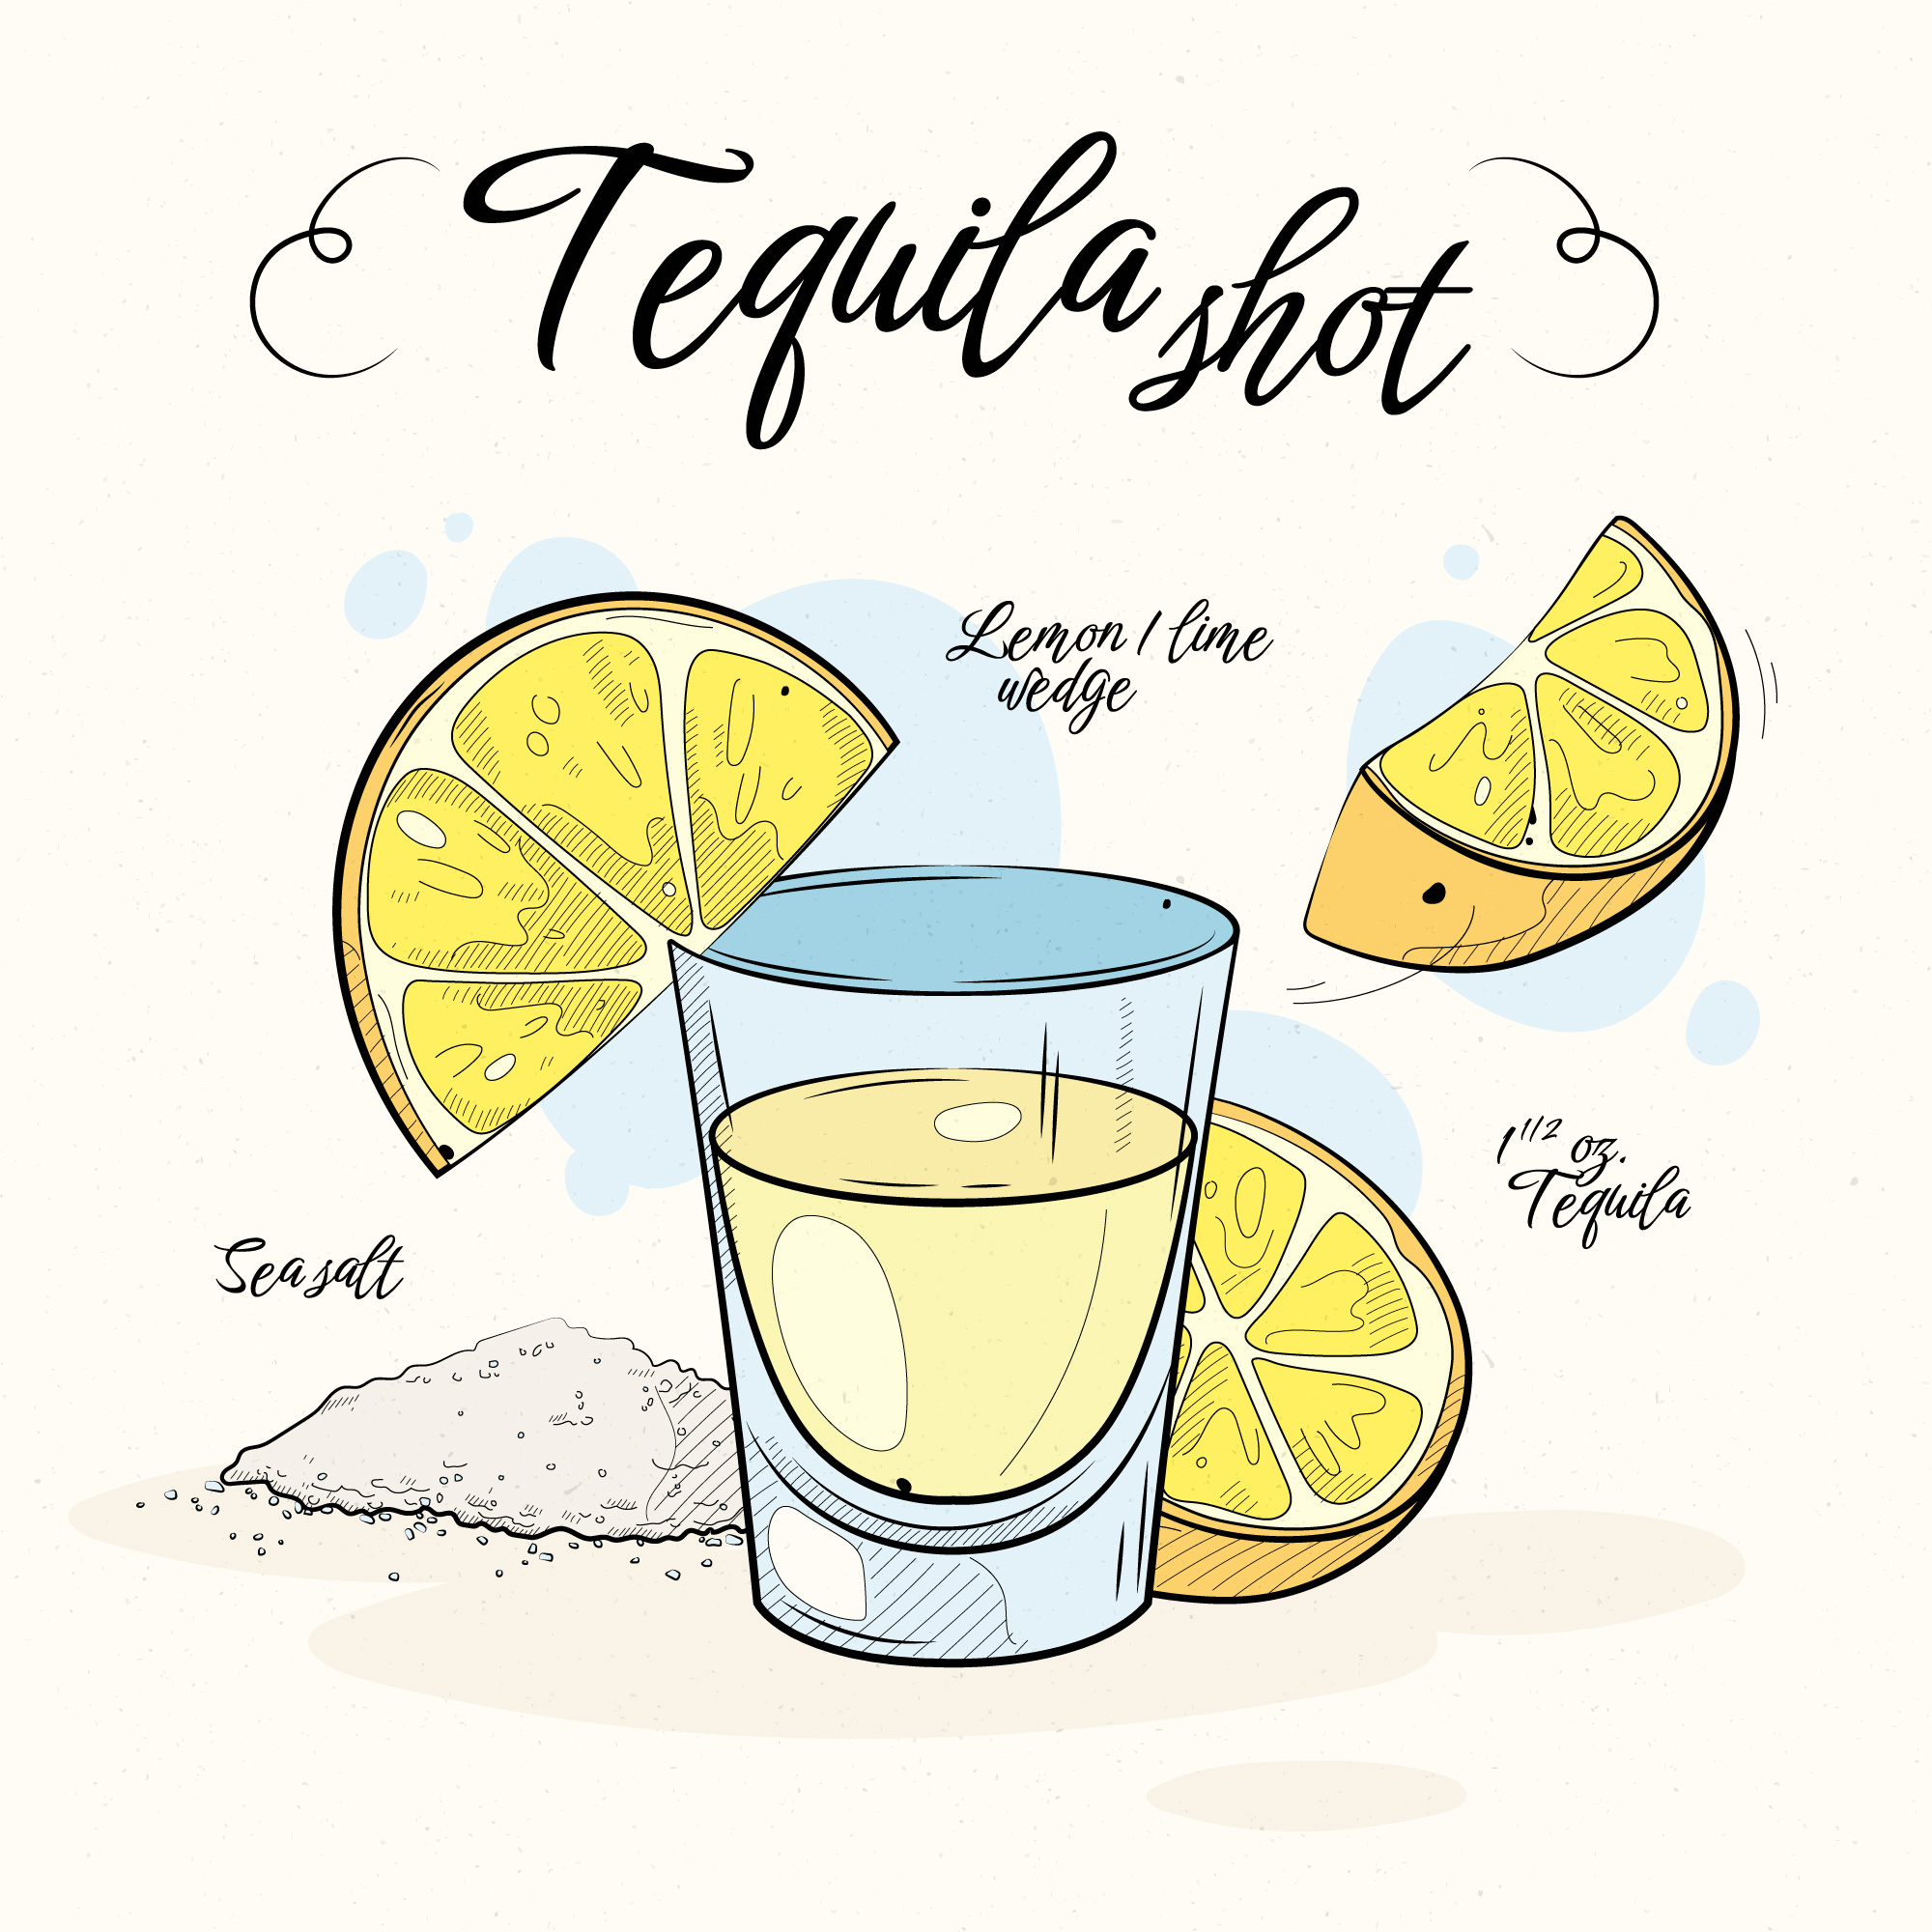 Tequila shot
Lemon / lime
wedge
1 1/2 oz.
Tequila
Sea salt